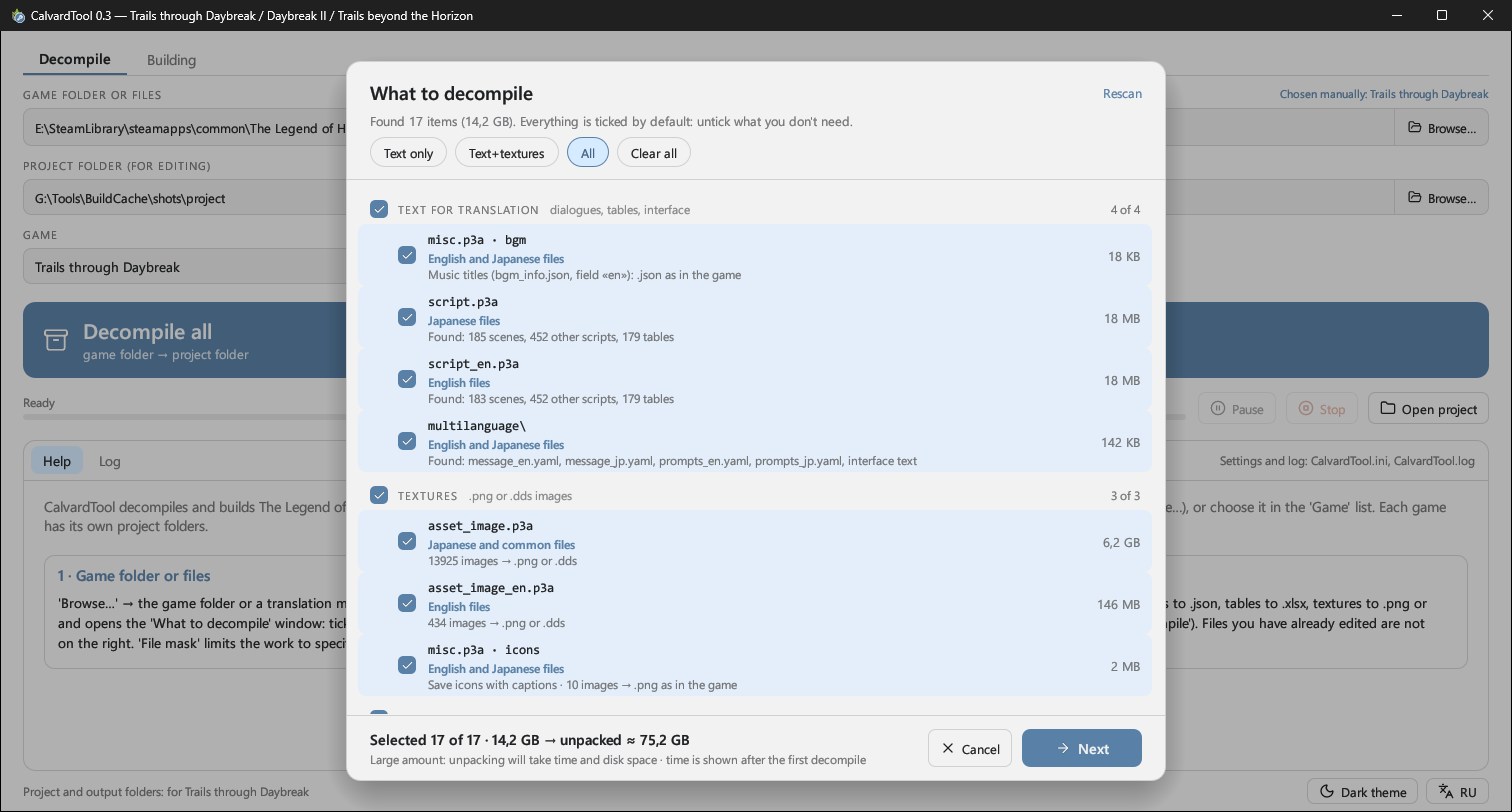 CalvardTool 0.3 — Trails through Daybreak / Daybreak II / Trails beyond the Horizon
Decompile
Building
GAME FOLDER OR FILES
Chosen manually: Trails through Daybreak
E:\SteamLibrary\steamapps\common\The Legend of H
Browse...
PROJECT FOLDER (FOR EDITING)
G:\Tools\BuildCache\shots\project
Browse...
GAME
Trails through Daybreak
Decompile all
game folder → project folder
Ready
Pause
Stop
Open project
Help
Log
Settings and log: CalvardTool.ini, CalvardTool.log
CalvardTool decompiles and builds The Legend of
e...), or choose it in the 'Game' list. Each game
has its own project folders.
1 · Game folder or files
'Browse...' → the game folder or a translation m
s to .json, tables to .xlsx, textures to .png or
and opens the 'What to decompile' window: tick
pile'). Files you have already edited are not
on the right. 'File mask' limits the work to speci
What to decompile
Rescan
Found 17 items (14,2 GB). Everything is ticked by default: untick what you don't need.
Text only
Text+textures
All
Clear all
TEXT FOR TRANSLATION dialogues, tables, interface
4 of 4
misc.p3a · bgm
English and Japanese files
Music titles (bgm_info.json, field «en»): .json as in the game
18 KB
script.p3a
Japanese files
Found: 185 scenes, 452 other scripts, 179 tables
18 MB
script_en.p3a
English files
Found: 183 scenes, 452 other scripts, 179 tables
18 MB
multilanguage\
English and Japanese files
Found: message_en.yaml, message_jp.yaml, prompts_en.yaml, prompts_jp.yaml, interface text
142 KB
TEXTURES .png or .dds images
3 of 3
asset_image.p3a
Japanese and common files
13925 images → .png or .dds
6,2 GB
asset_image_en.p3a
English files
434 images → .png or .dds
146 MB
misc.p3a · icons
English and Japanese files
Save icons with captions · 10 images → .png as in the game
2 MB
Selected 17 of 17 · 14,2 GB → unpacked ≈ 75,2 GB
Large amount: unpacking will take time and disk space · time is shown after the first decompile
Cancel
Next
Project and output folders: for Trails through Daybreak
Dark theme
RU